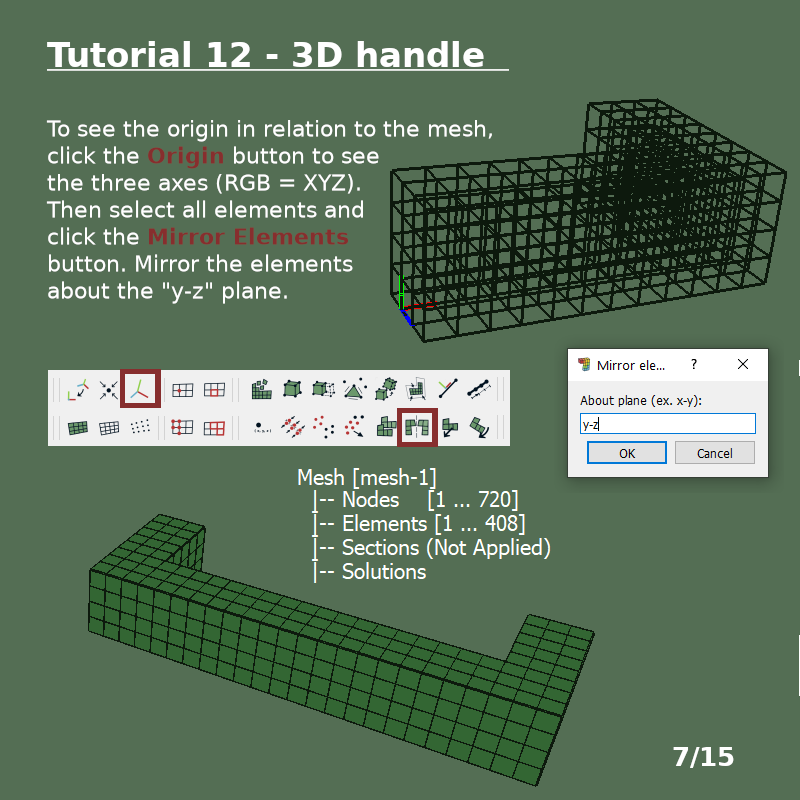 Tutorial 12 - 3D handle
To see the origin in relation to the mesh,
click the Origin button to see
the three axes (RGB = XYZ).
Then select all elements and
click the Mirror Elements
button. Mirror the elements
about the "y-z" plane.
Mirror ele... ?
About plane (ex. x-y):
y-z
OK Cancel
Mesh [mesh-1]
|-- Nodes [1 ... 720]
|-- Elements [1 ... 408]
|-- Sections (Not Applied)
|-- Solutions
7/15